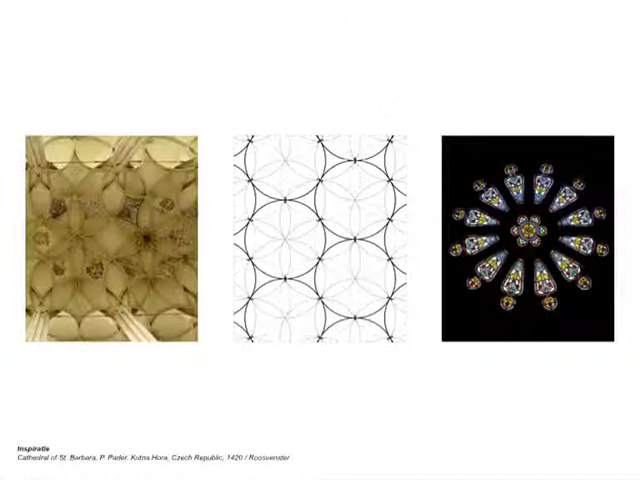 Inspiratie
Cathedral of St. Barbara, P. Parler. Kutna Hora, Czech Republic, 1420 / Roosvenster